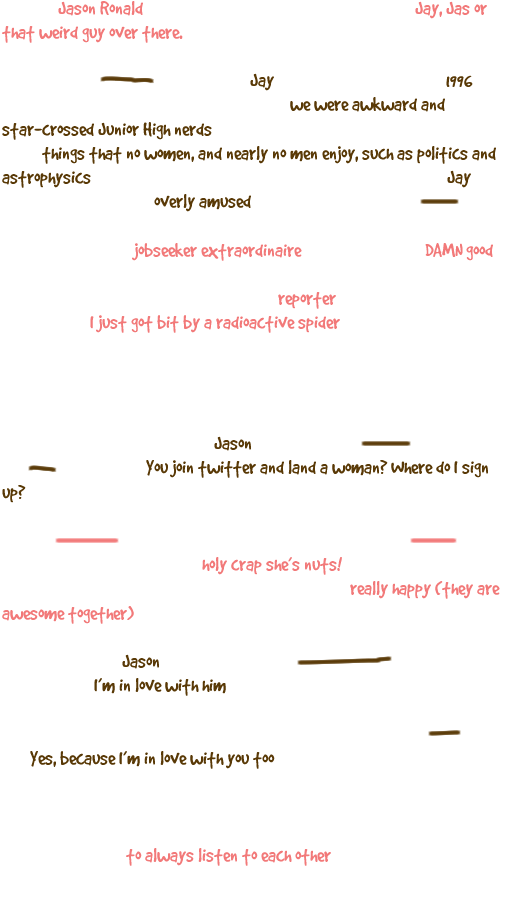 Jason Ronald Jay, Jas or
that weird guy over there.
Jay 1996
we were awkward and
star-crossed Junior High nerds
things that no women, and nearly no men enjoy, such as politics and
astrophysics Jay
overly amused
jobseeker extraordinaire DAMN good
reporter
I just got bit by a radioactive spider
Jason
You join twitter and land a woman? Where do I sign
up?
holy crap she's nuts!
really happy (they are
awesome together)
Jason
I'm in love with him
Yes, because I'm in love with you too
to always listen to each other